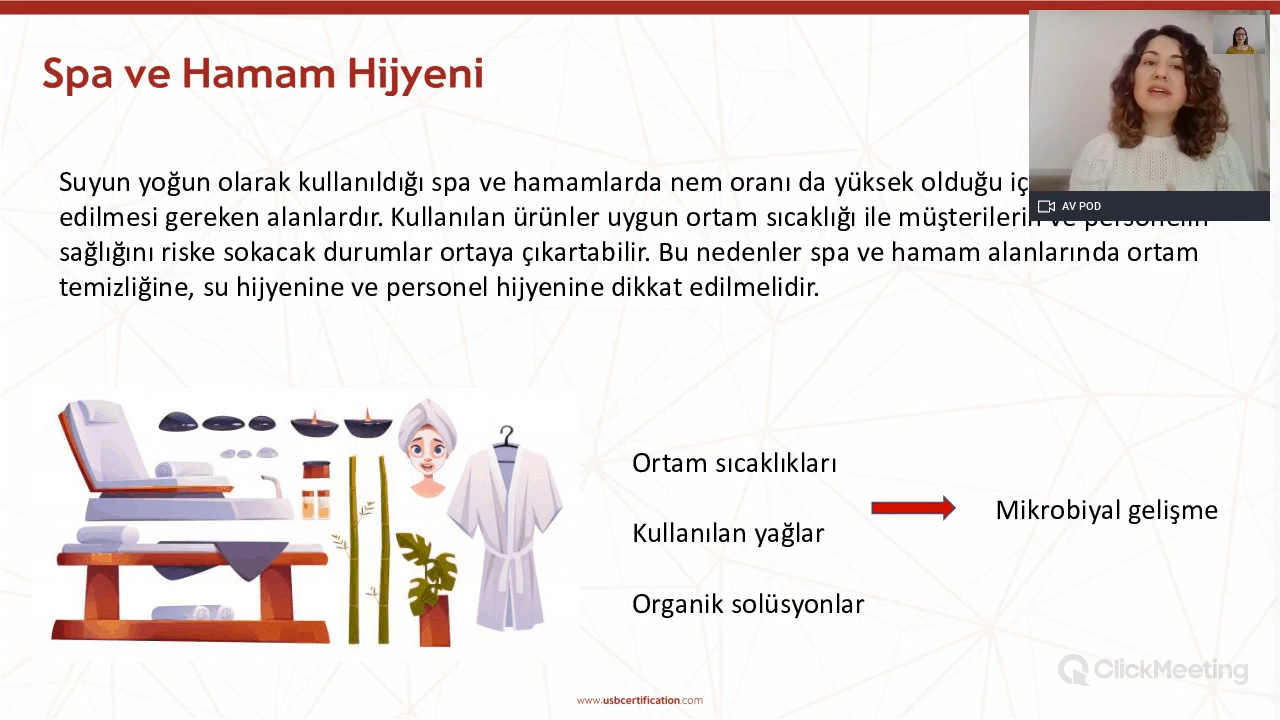 Spa ve Hamam Hijyeni
Suyun yoğun olarak kullanıldığı spa ve hamamlarda nem oranı da yüksek olduğu
edilmesi gereken alanlardır. Kullanılan ürünler uygun ortam sıcaklığı ile müşterilerin ve personelin
sağlığını riske sokacak durumlar ortaya çıkartabilir. Bu nedenler spa ve hamam alanlarında ortam
temizliğine, su hijyenine ve personel hijyenine dikkat edilmelidir.
AV POD
Ortam sıcaklıkları
Kullanılan yağlar
Organik solüsyonlar
Mikrobiyal gelişme
ClickMeeting
www.usbcertification.com